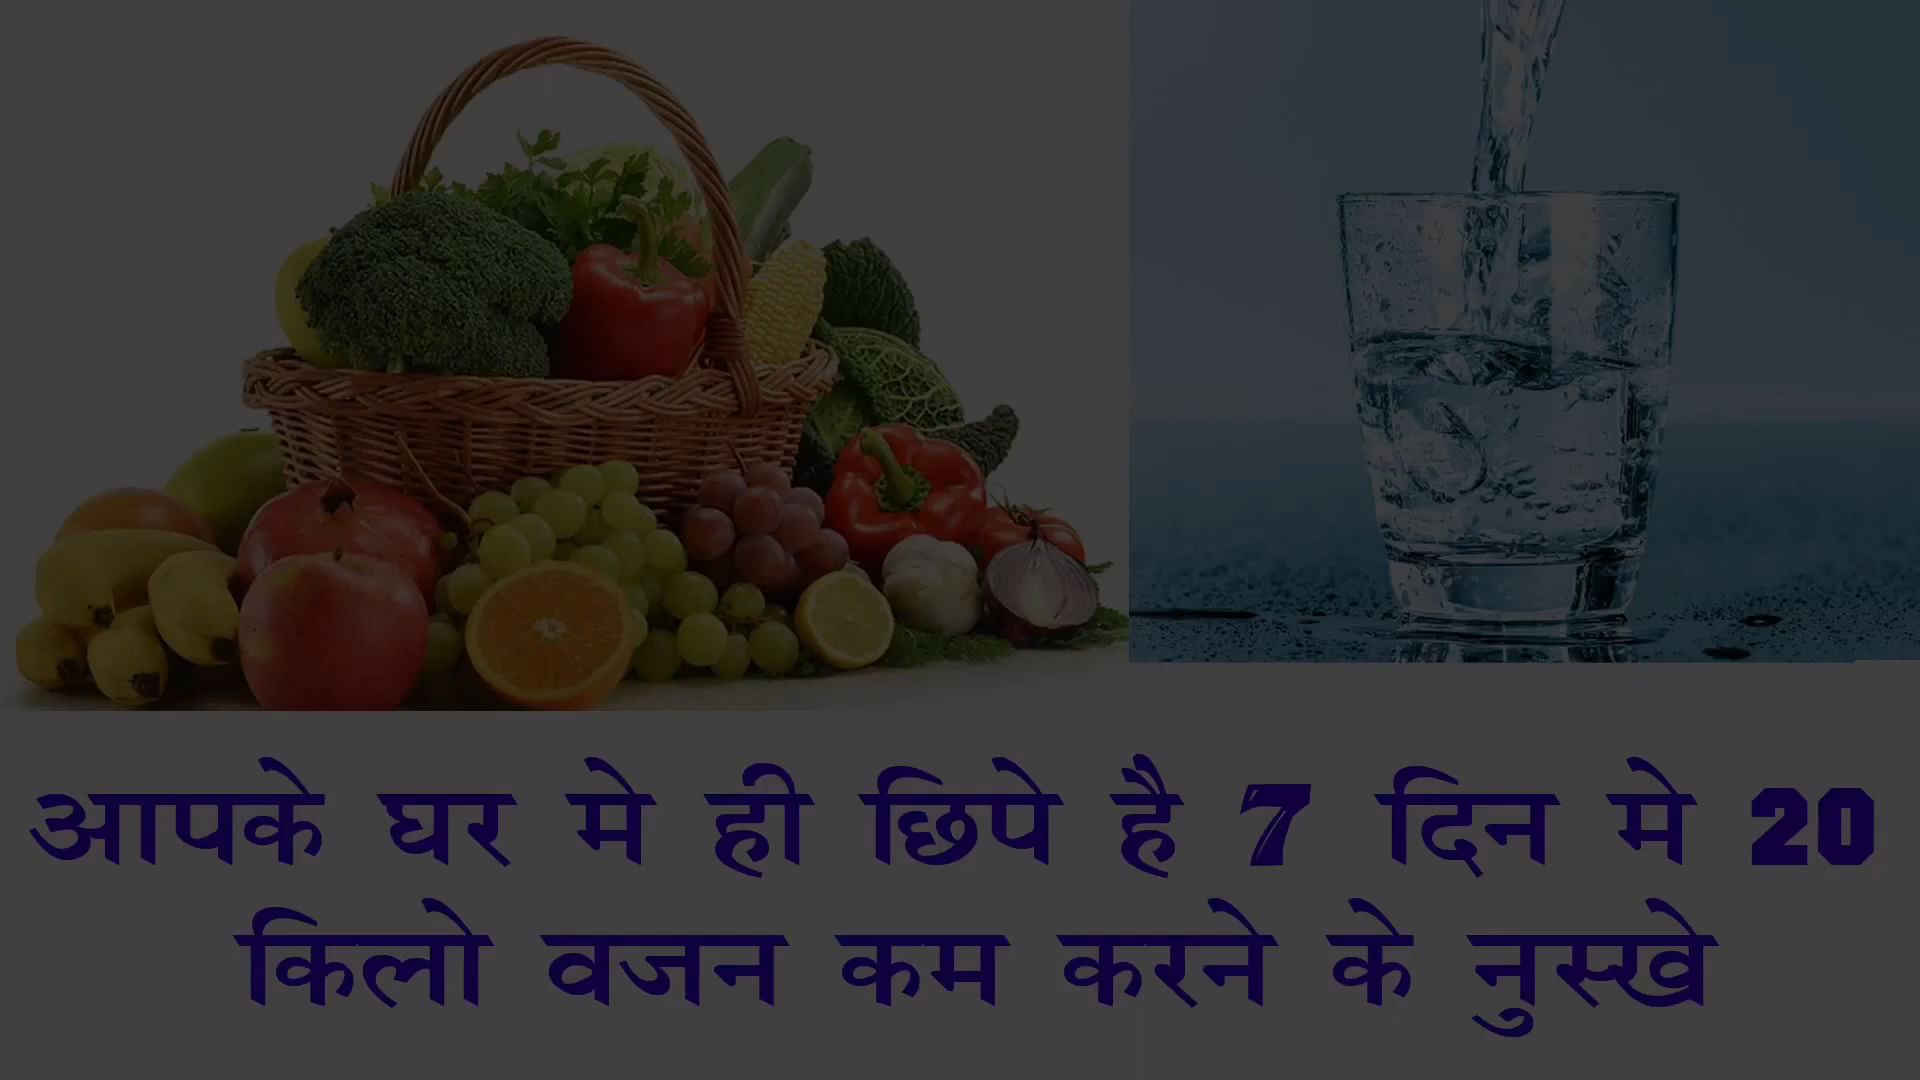 आपके घर मे ही छिपे है 7 दिन मे 20
किलो वजन कम करने के नुस्खे